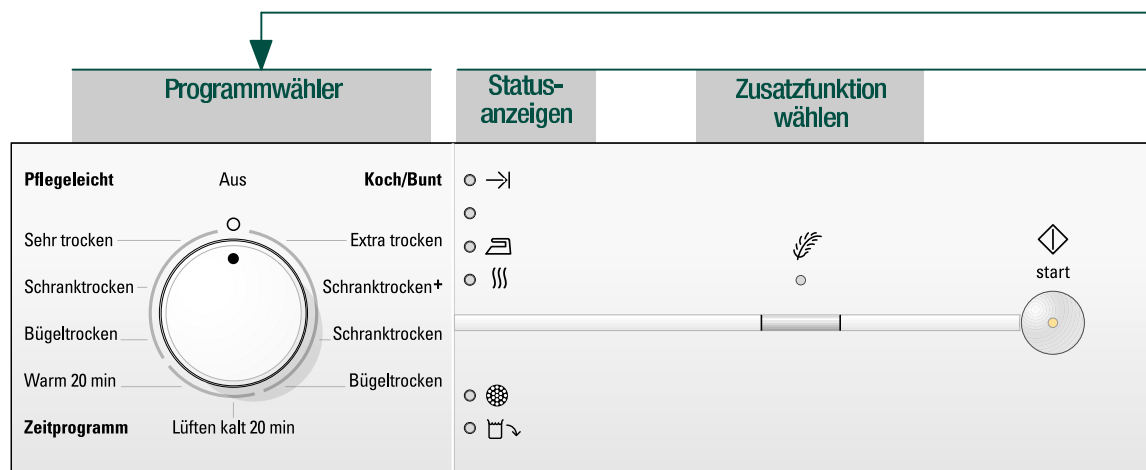 Programmwähler
Status-
anzeigen
Zusatzfunktion
wählen
Pflegeleicht
Aus
Koch/Bunt
Sehr trocken
Extra trocken
Schranktrocken
Schranktrocken+
Bügeltrocken
Schranktrocken
Warm 20 min
Bügeltrocken
Zeitprogramm
Lüften kalt 20 min
start